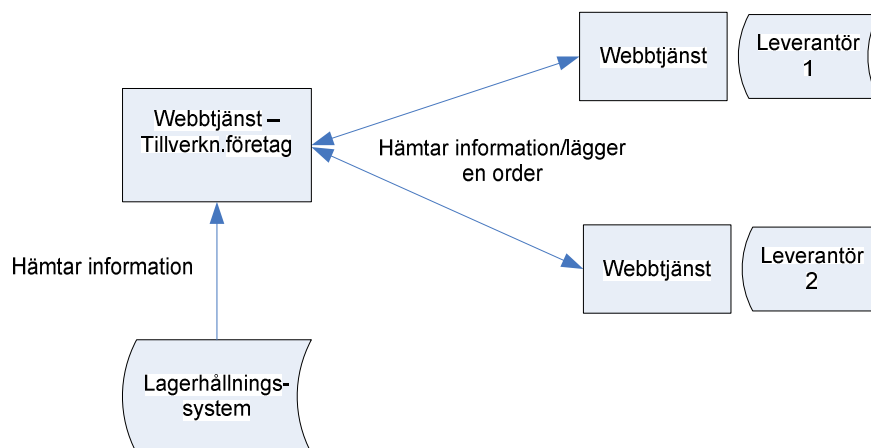 Webbtjänst
Leverantör
1
Webbtjänst –
Tillverkn.företag
Hämtar information/lägger
en order
Hämtar information
Webbtjänst
Leverantör
2
Lagerhållnings-
system